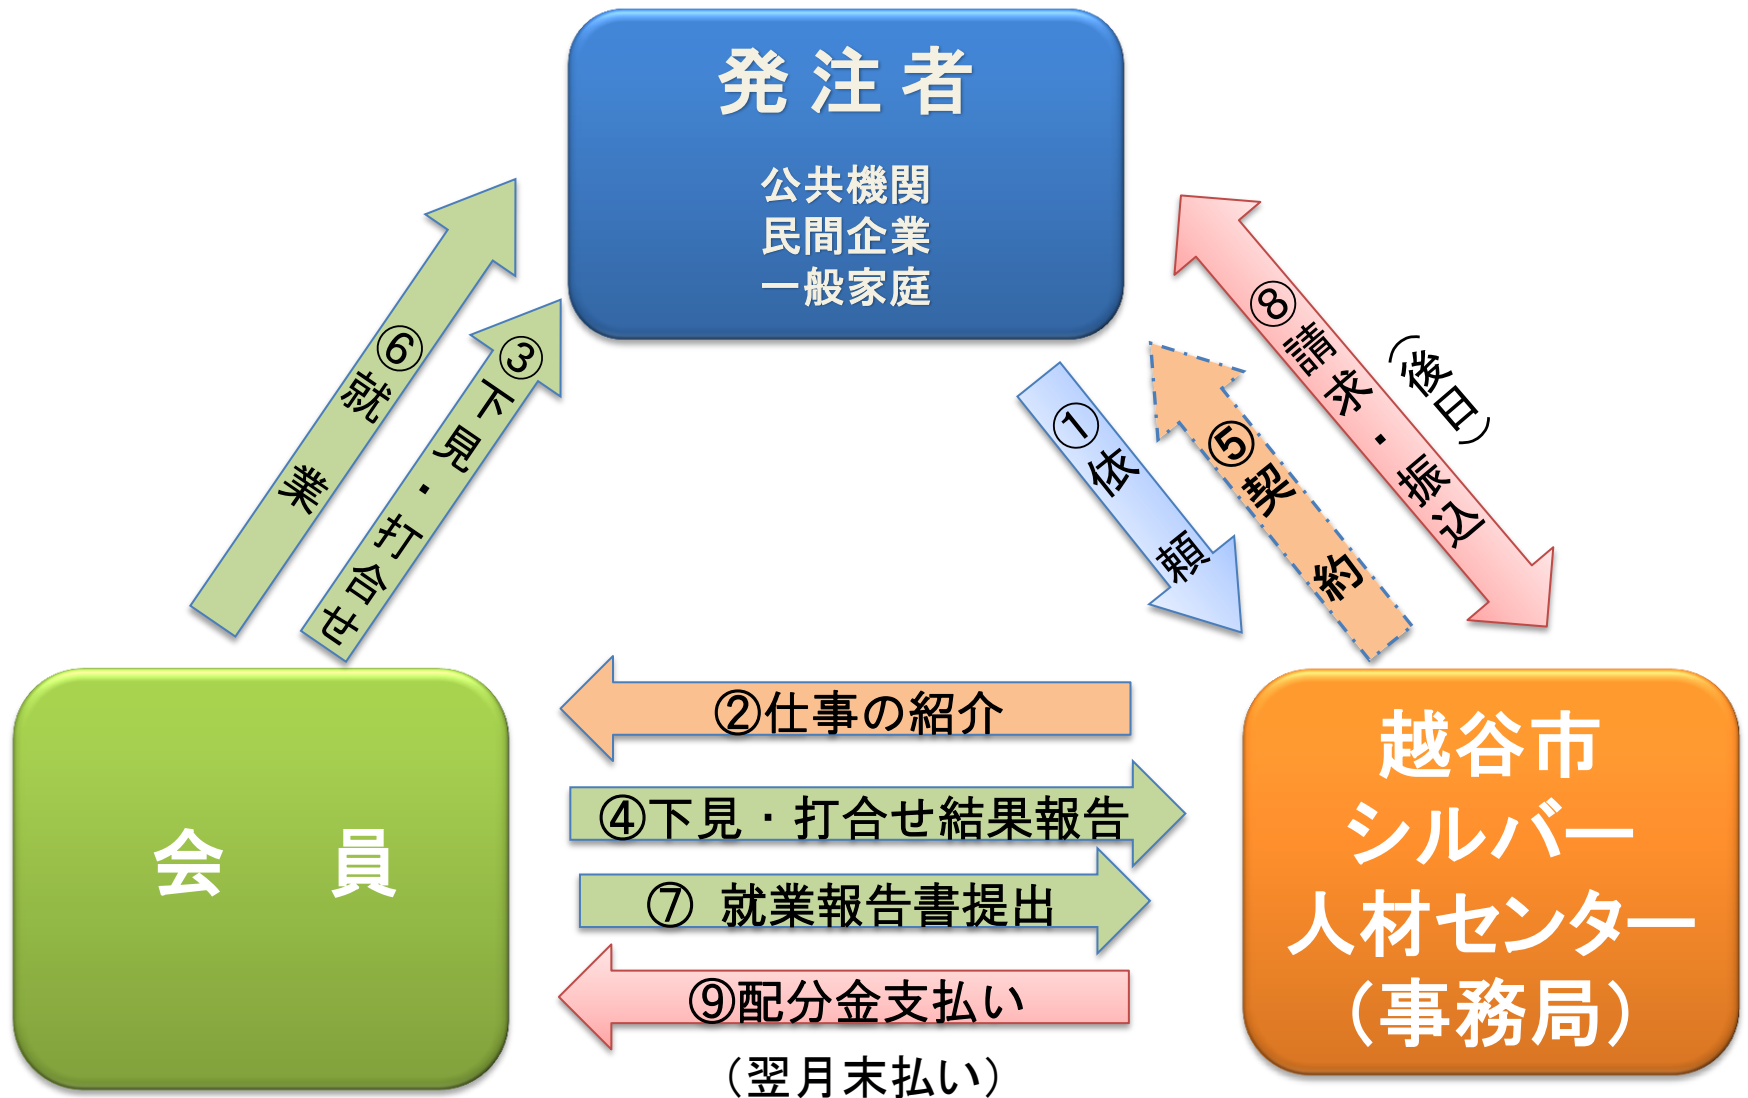 発注者
公共機関
民間企業
一般家庭
⑥就　業
③下見・打合せ
①依　頼
⑤契　約
⑧請求・振込
（後日）
②仕事の紹介
④下見・打合せ結果報告
⑦ 就業報告書提出
⑨配分金支払い
（翌月末払い）
会　員
越谷市
シルバー
人材センター
（事務局）